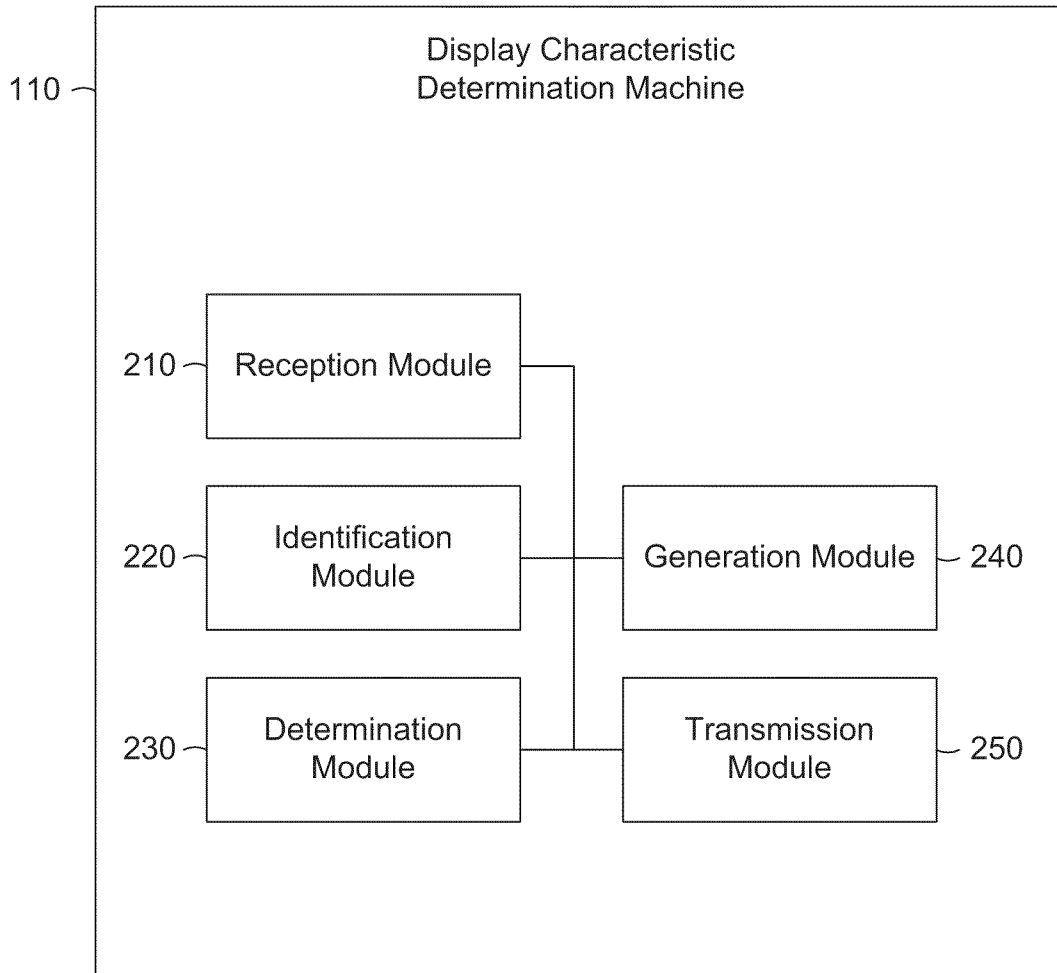 Display Characteristic
Determination Machine
110
210
Reception Module
220
Identification
Module
Generation Module
240
230
Determination
Module
Transmission
Module
250